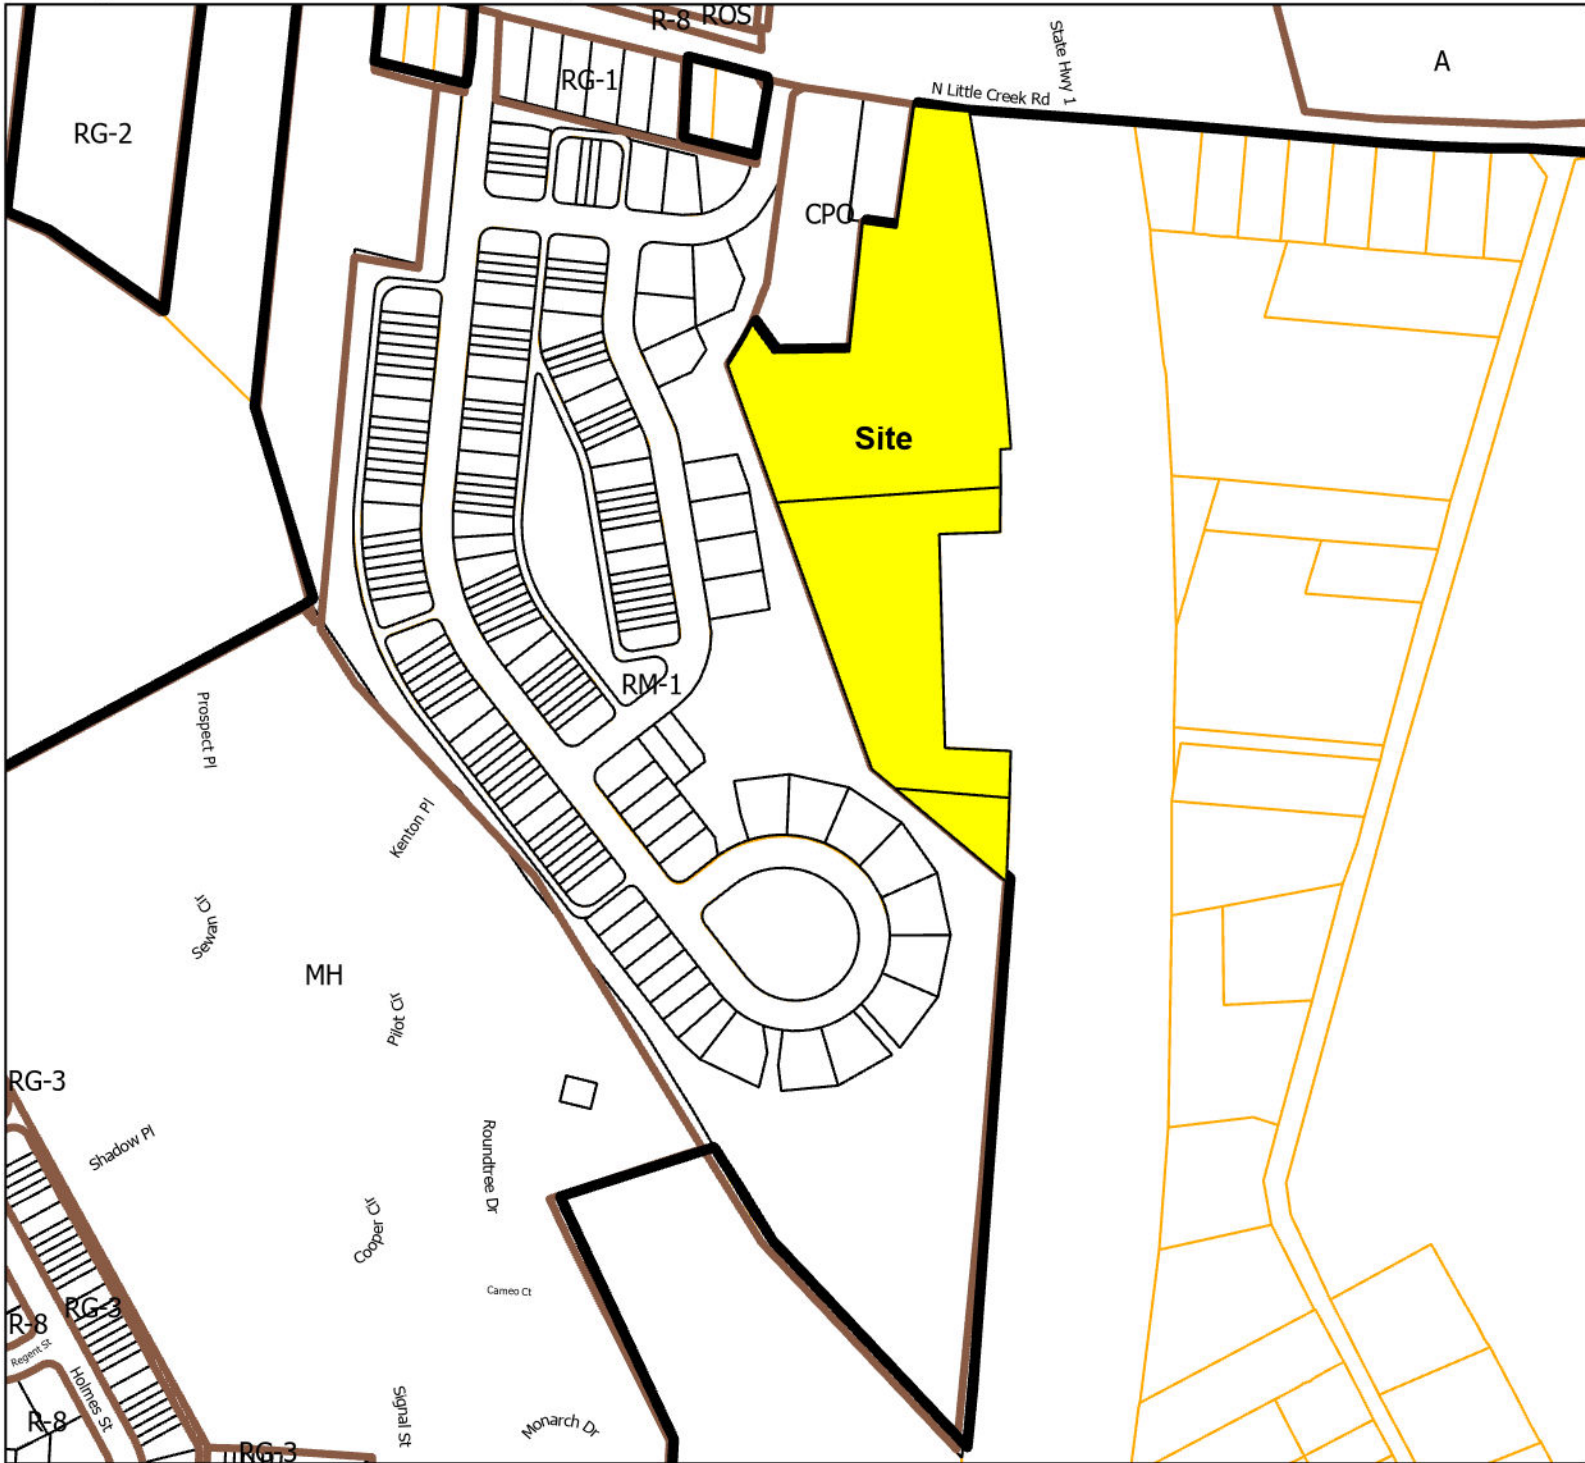 R-8 ROS
State Hwy 1
A
N Little Creek Rd
RG-1
RG-2
CPO
Site
RM-1
Prospect Pl
Kenton Pl
Sewan Cir
MH
Pilot Cir
RG-3
Shadow Pl
Roundtree Dr
Cooper Cir
Cameo Ct
RG-3
R-8
Regent St
Holmes St
Signal St
Monarch Dr
R-8
RG-3